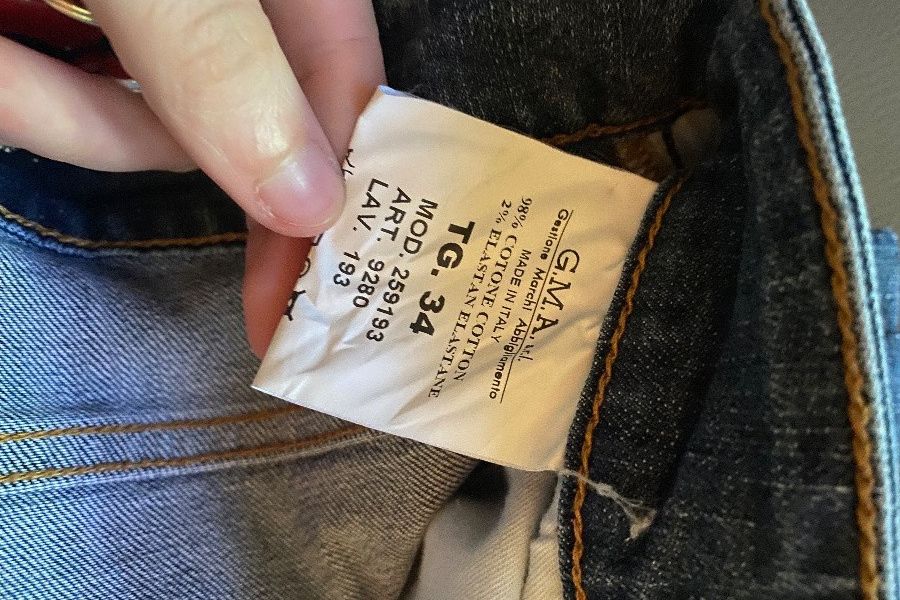 G.M.A. s.r.l.
Gestione Marchi Abbigliamento
MADE IN ITALY
98% COTONE COTTON
2% ELASTAN ELASTANE
TG. 34
MOD. 259193
ART. 9280
LAV. 193